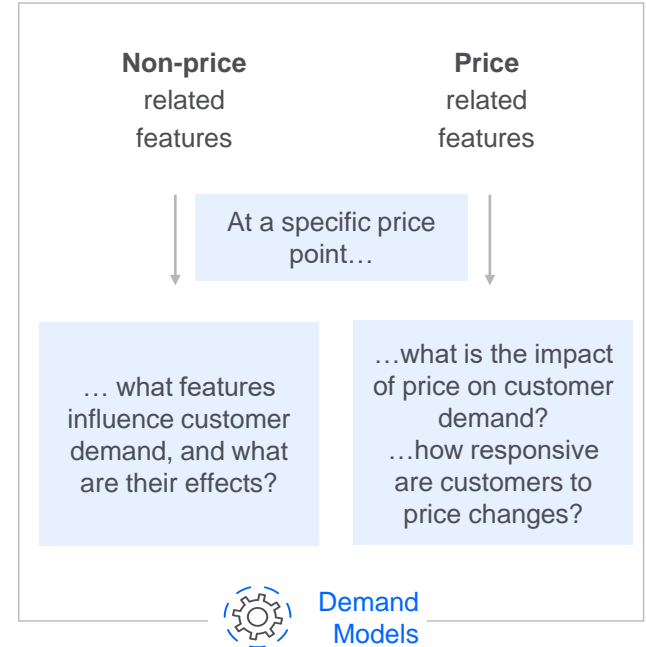 Non-price
related
features
Price
related
features
At a specific price
point…
… what features
influence customer
demand, and what
are their effects?
…what is the impact
of price on customer
demand?
…how responsive
are customers to
price changes?
Demand
Models